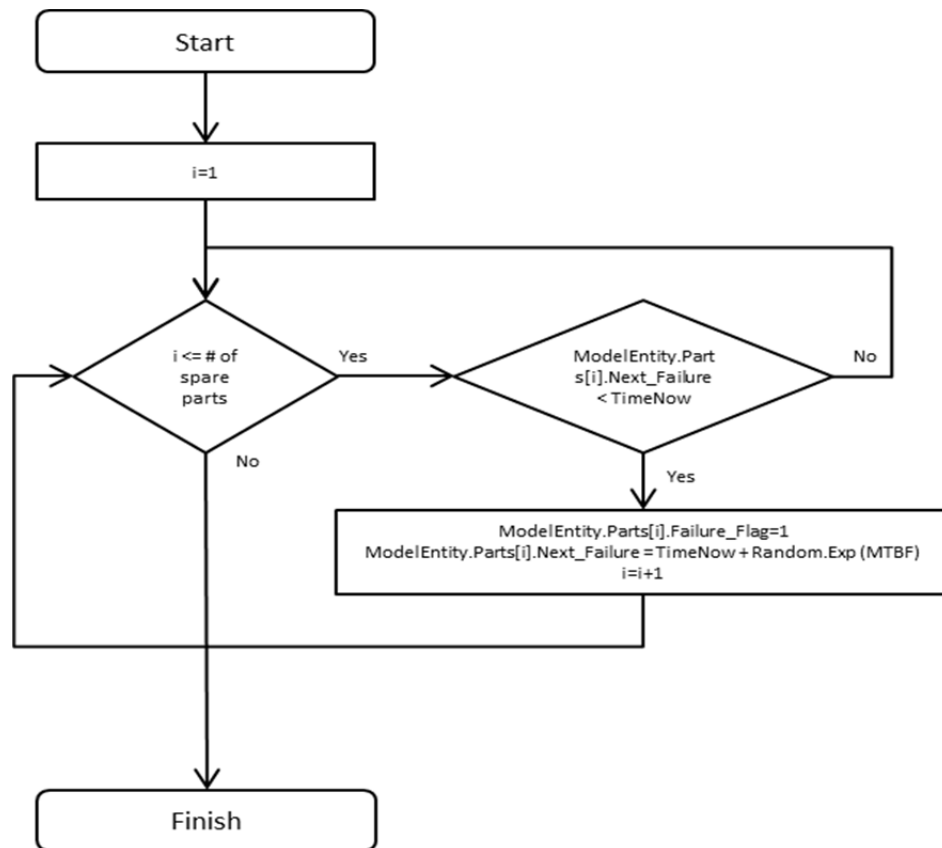 Start
i=1
i <= # of
spare
parts
Yes
ModelEntity.Part
s[i].Next_Failure
< TimeNow
No
No
Yes
ModelEntity.Parts[i].Failure_Flag=1
ModelEntity.Parts[i].Next_Failure = TimeNow + Random.Exp (MTBF)
i=i+1
Finish